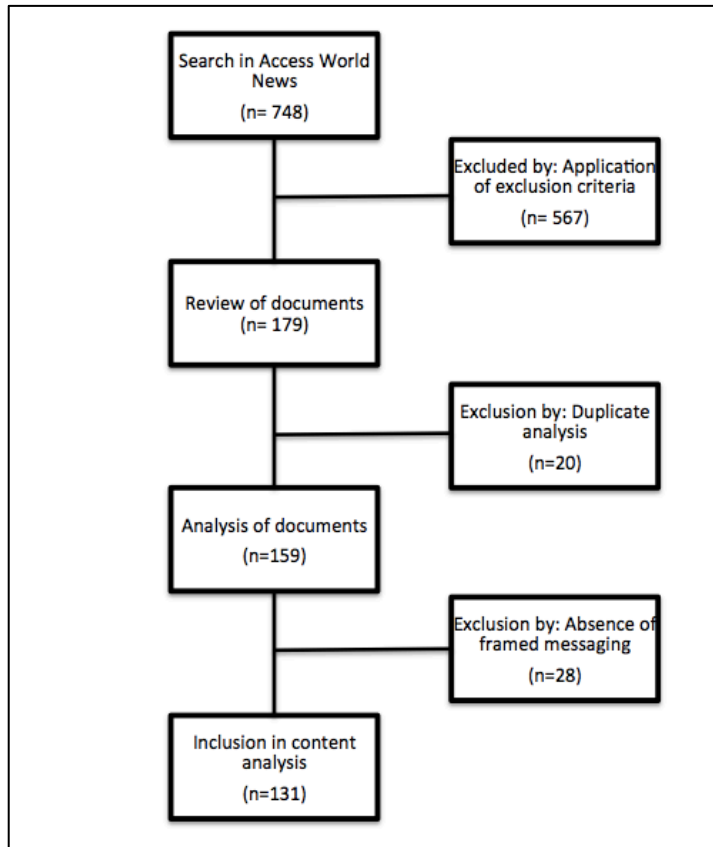 Search in Access World
News
(n= 748)
Excluded by: Application
of exclusion criteria
(n= 567)
Review of documents
(n= 179)
Exclusion by: Duplicate
analysis
(n=20)
Analysis of documents
(n=159)
Exclusion by: Absence of
framed messaging
(n=28)
Inclusion in content
analysis
(n=131)